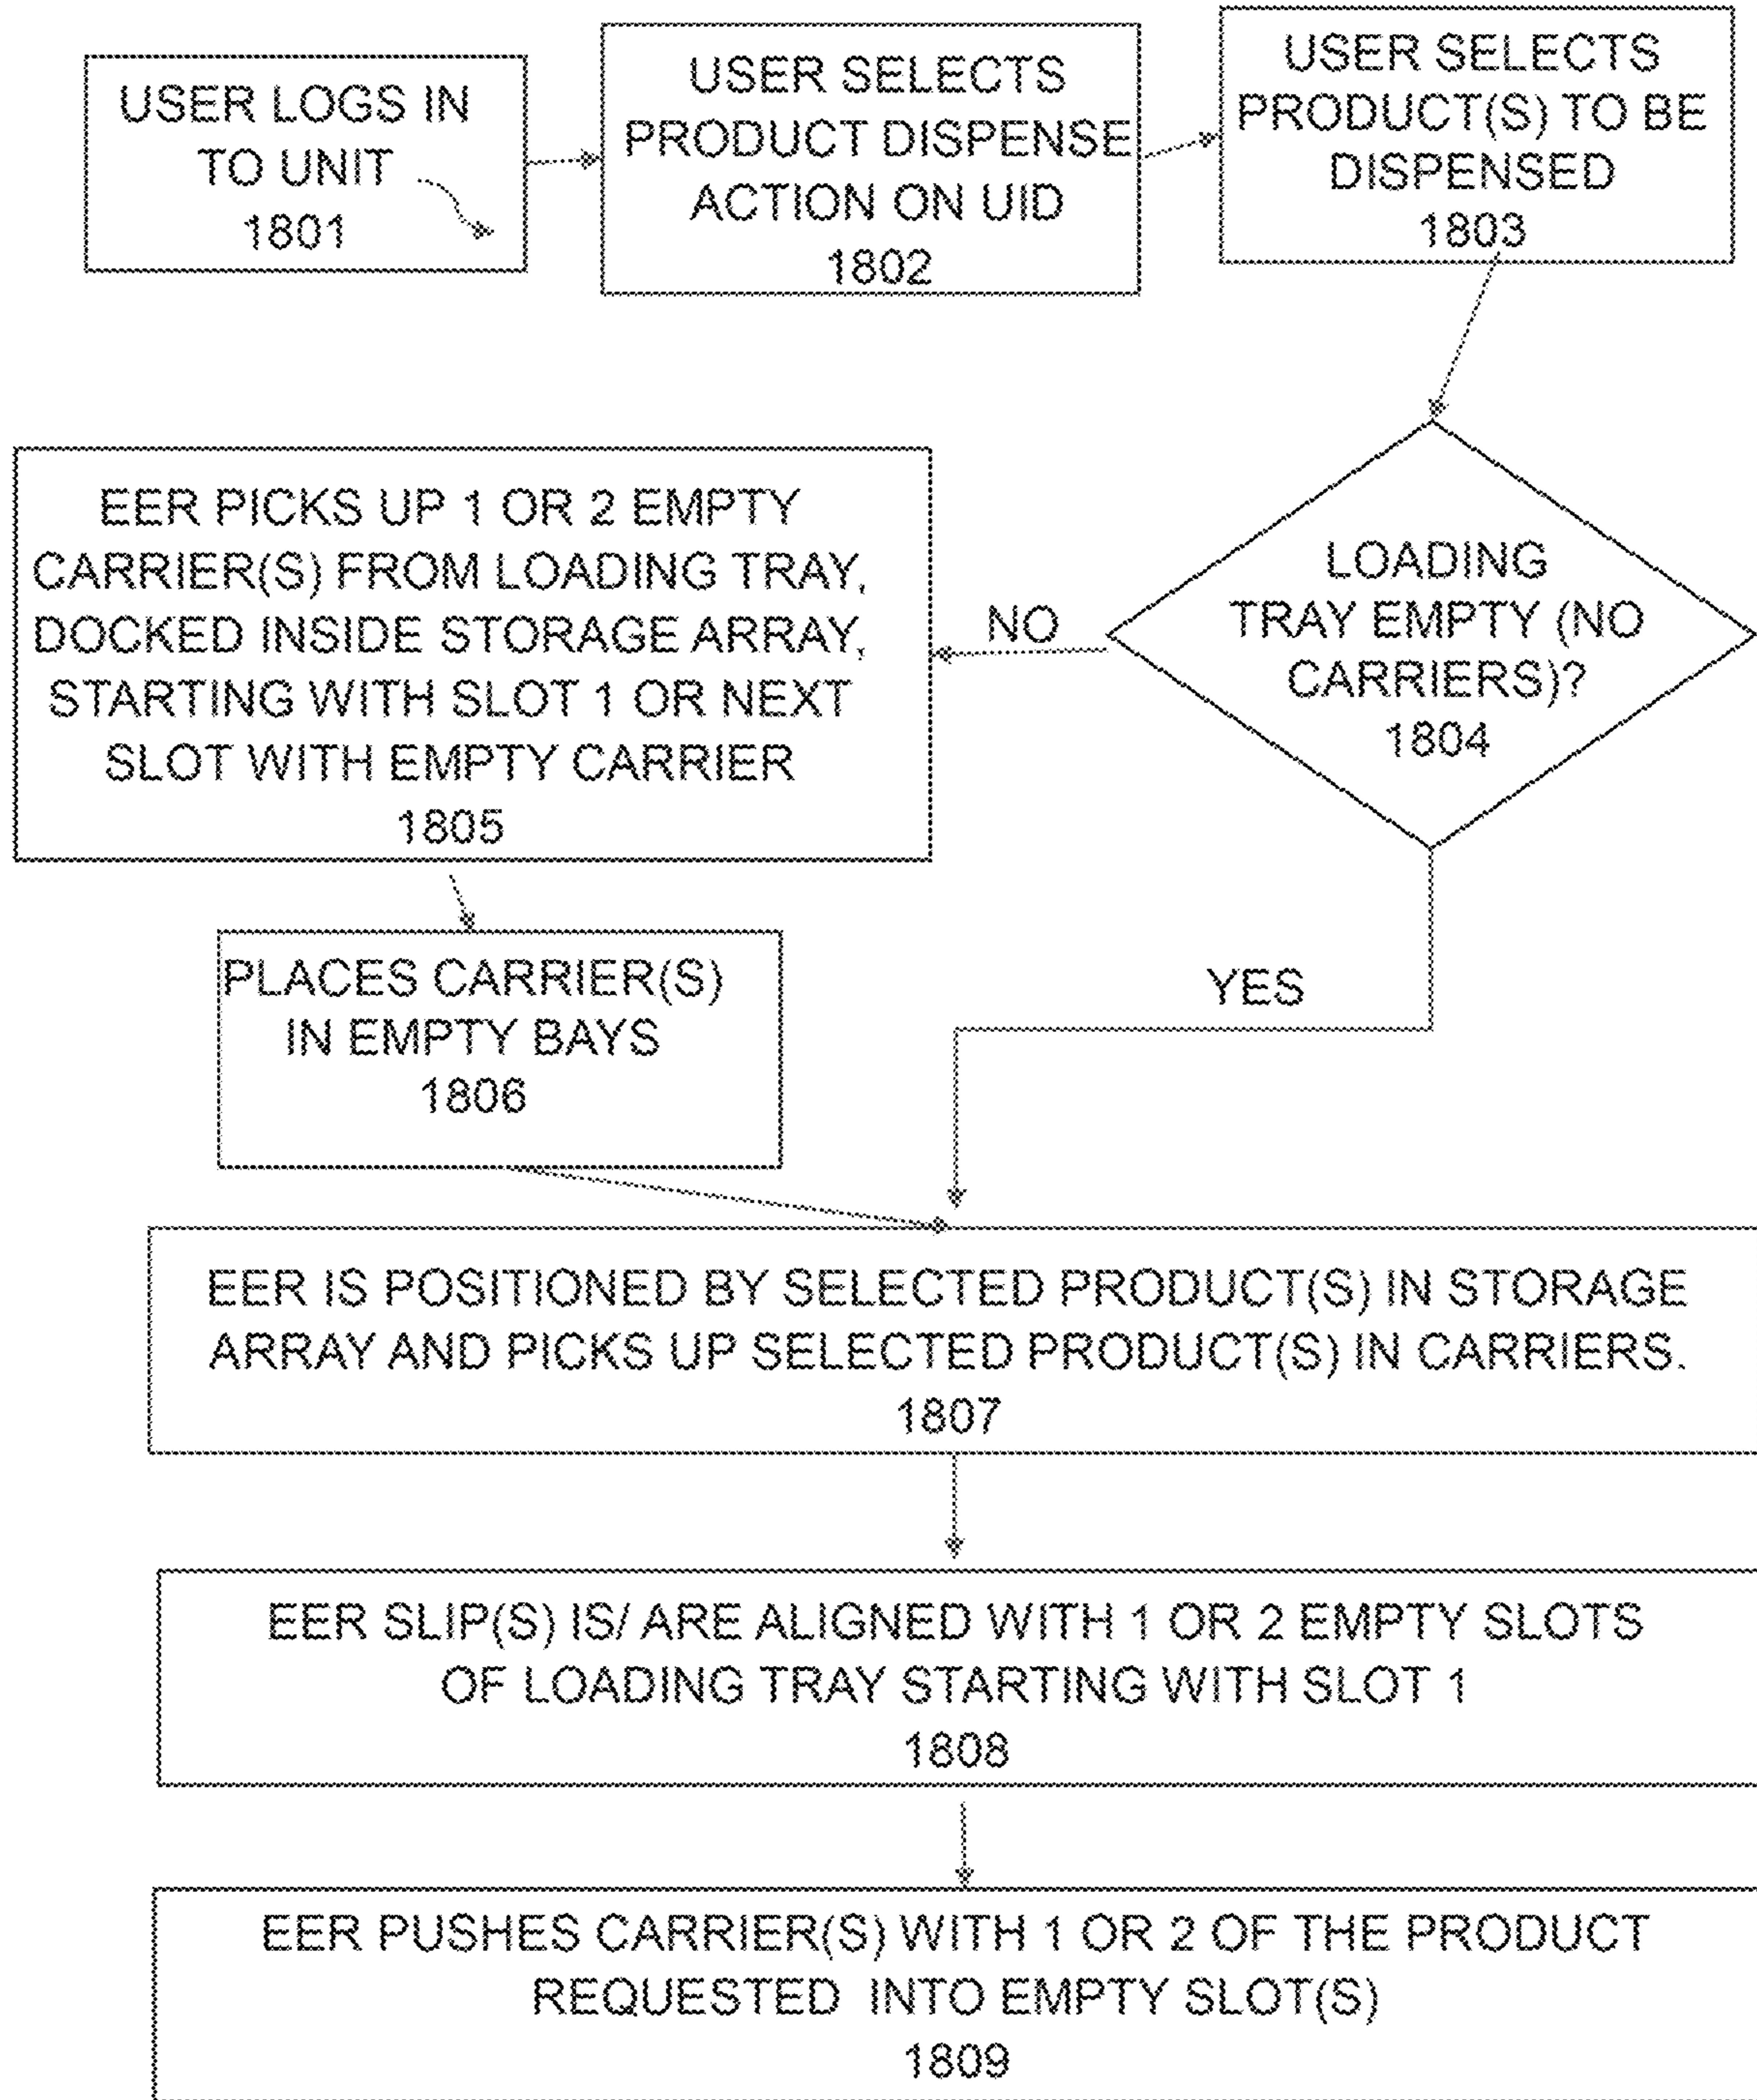 USER LOGS IN
TO UNIT
1801
USER SELECTS
PRODUCT DISPENSE
ACTION ON UID
1802
USER SELECTS
PRODUCT(S) TO BE
DISPENSED
1803
LOADING
TRAY EMPTY (NO
CARRIERS)?
1804
NO
EER PICKS UP 1 OR 2 EMPTY
CARRIER(S) FROM LOADING TRAY,
DOCKED INSIDE STORAGE ARRAY,
STARTING WITH SLOT 1 OR NEXT
SLOT WITH EMPTY CARRIER
1805
PLACES CARRIER(S)
IN EMPTY BAYS
1806
YES
EER IS POSITIONED BY SELECTED PRODUCT(S) IN STORAGE
ARRAY AND PICKS UP SELECTED PRODUCT(S) IN CARRIERS.
1807
EER SLIP(S) IS/ ARE ALIGNED WITH 1 OR 2 EMPTY SLOTS
OF LOADING TRAY STARTING WITH SLOT 1
1808
EER PUSHES CARRIER(S) WITH 1 OR 2 OF THE PRODUCT
REQUESTED INTO EMPTY SLOT(S)
1809